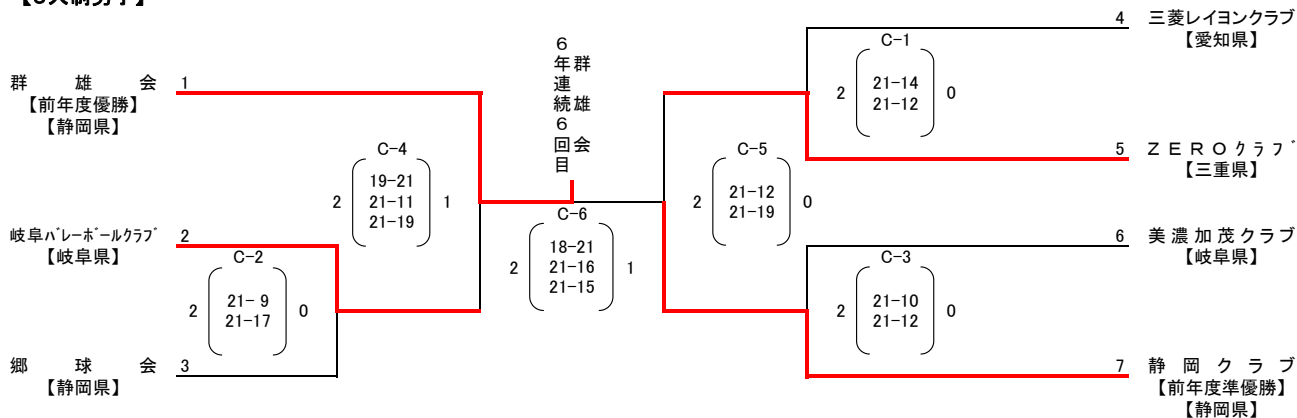 4 三菱レイヨンクラブ
【愛知県】
C-1
2 21-14 0
21-12
5 ZEROクラブ
【三重県】
群雄会 1
【前年度優勝】
【静岡県】
群雄会
6年連続6回目
C-4
2 19-21 1
21-11
21-19
C-5
2 21-12 0
21-19
岐阜バレーボールクラブ 2
【岐阜県】
C-2
2 21- 9 0
21-17
郷球会 3
【静岡県】
C-6
2 18-21 1
21-16
21-15
6 美濃加茂クラブ
【岐阜県】
C-3
2 21-10 0
21-12
7 静岡クラブ
【前年度準優勝】
【静岡県】